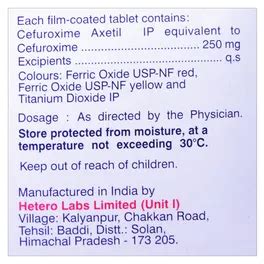 Each film-coated tablet contains:
Cefuroxime Axetil IP equivalent to
Cefuroxime ................................. 250 mg
Excipients ........................................ q.s
Colours: Ferric Oxide USP-NF red,
Ferric Oxide USP-NF yellow and
Titanium Dioxide IP
Dosage : As directed by the Physician.
Store protected from moisture, at a
temperature not exceeding 30°C.
Keep out of reach of children.
Manufactured in India by
Hetero Labs Limited (Unit I)
Village: Kalyanpur, Chakkan Road,
Tehsil: Baddi, Distt.: Solan,
Himachal Pradesh - 173 205.